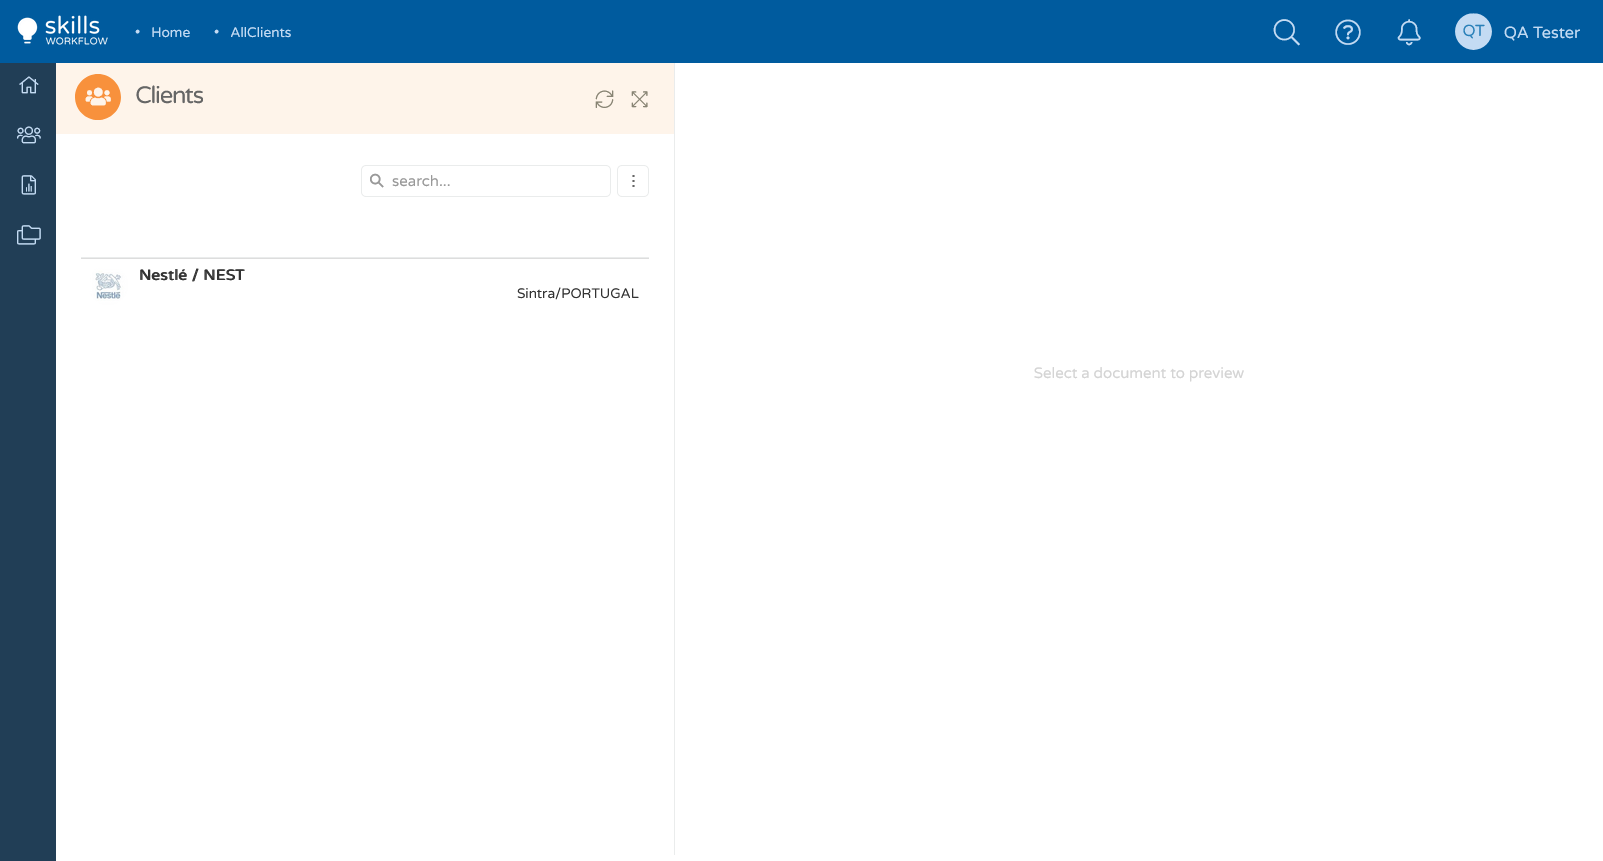 skills
WORKFLOW
• Home • AllClients
QT QA Tester
Clients
search...
Nestlé / NEST
Nestlé
Sintra/PORTUGAL
Select a document to preview